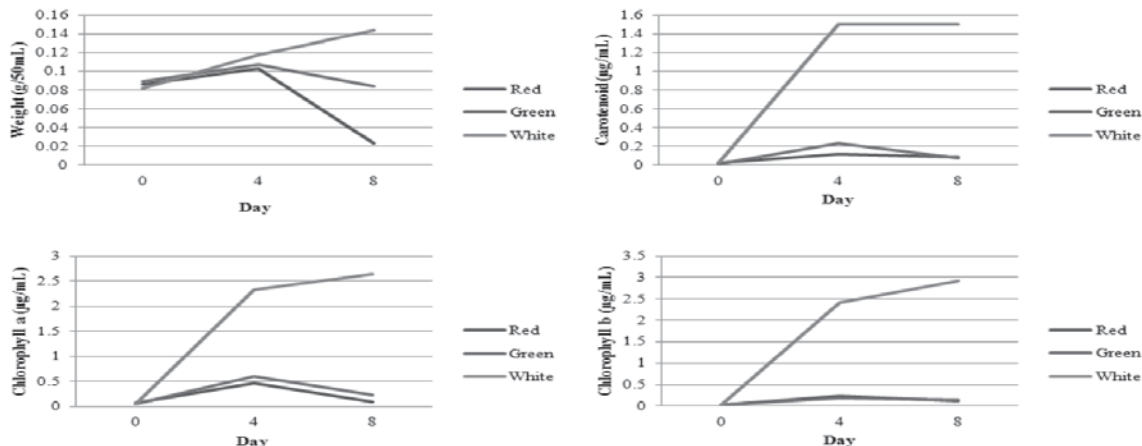 0.16
0.14
0.12
0.1
0.08
0.06
0.04
0.02
0
Weight (g/50mL)
0 4 8
Day
Red
Green
White
1.6
1.4
1.2
1
0.8
0.6
0.4
0.2
0
Carotenoid (µg/mL)
0 4 8
Day
Red
Green
White
3
2.5
2
1.5
1
0.5
0
Chlorophyll a (µg/mL)
0 4 8
Day
Red
Green
White
3.5
3
2.5
2
1.5
1
0.5
0
Chlorophyll b (µg/mL)
0 4 8
Day
Red
Green
White